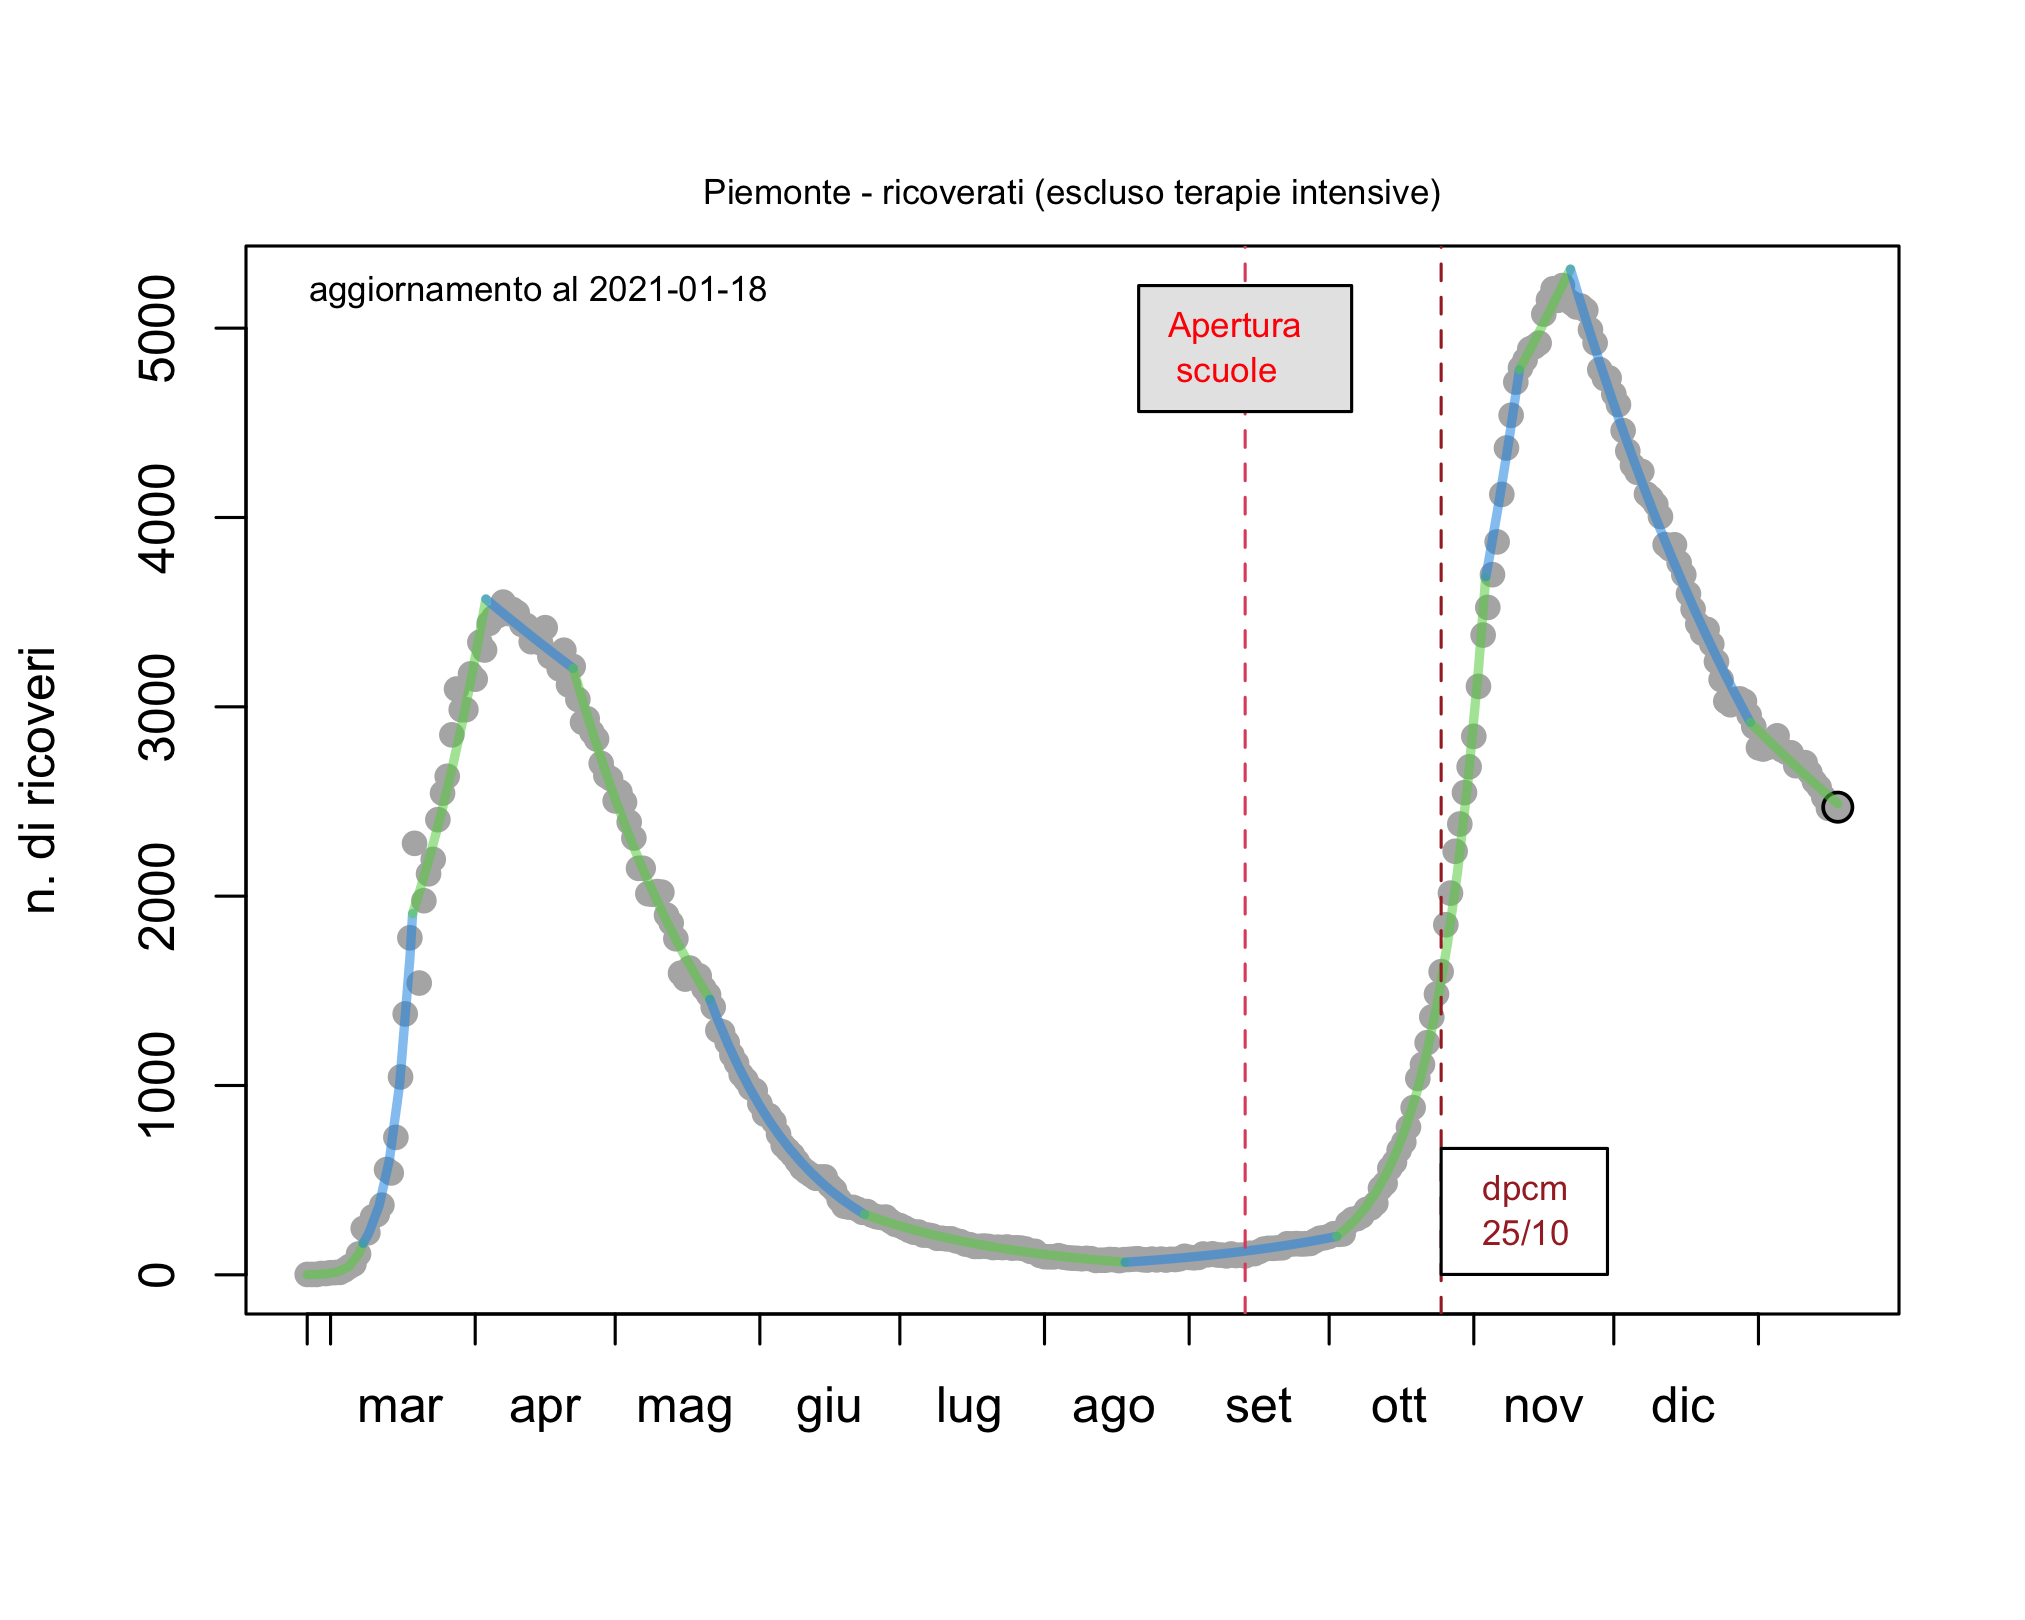 Piemonte - ricoverati (escluso terapie intensive)
aggiornamento al 2021-01-18
Apertura
scuole
dpcm
25/10
n. di ricoveri
5000
4000
3000
2000
1000
0
mar apr mag giu lug ago set ott nov dic